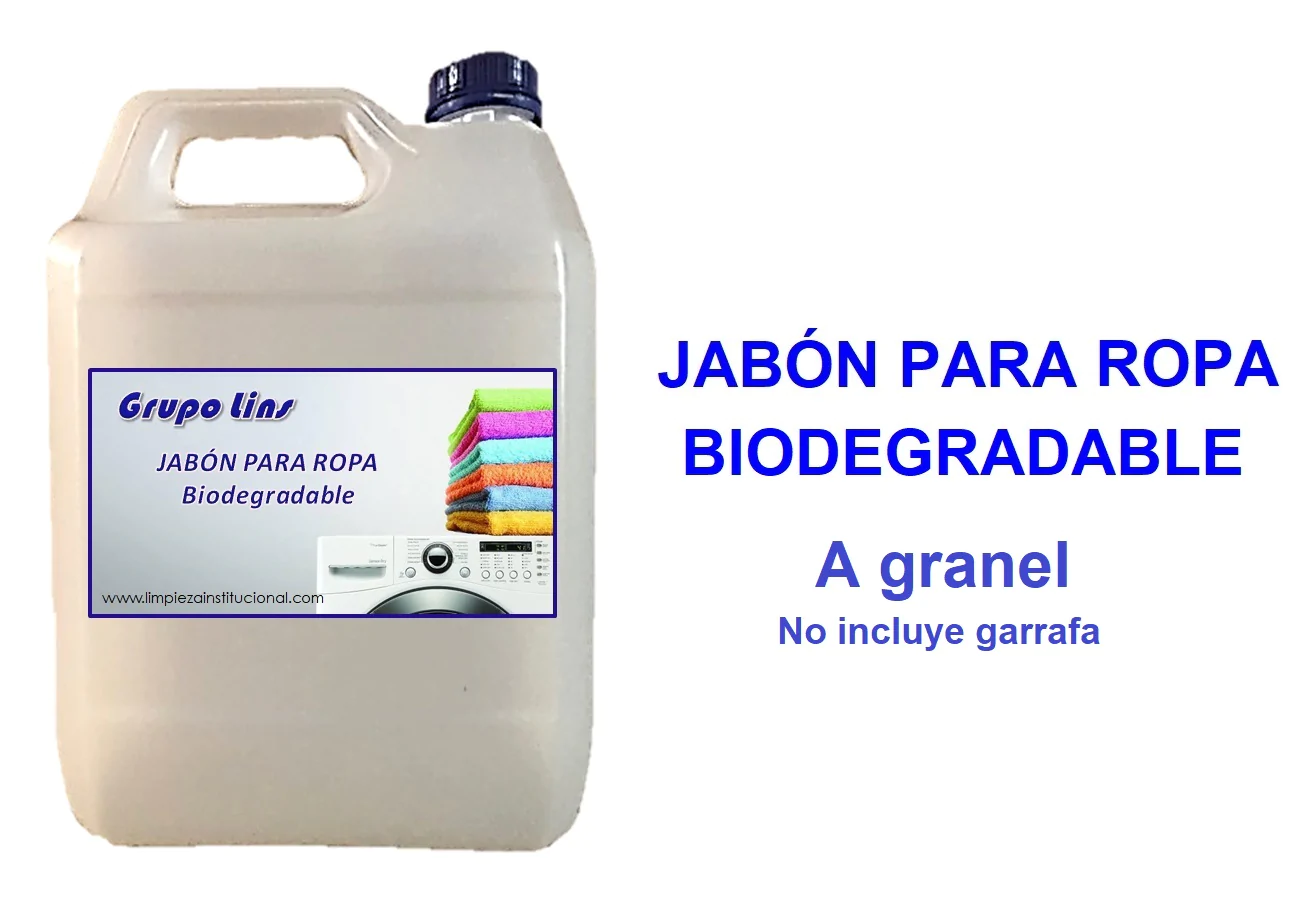 Grupo Lins
JABÓN PARA ROPA
Biodegradable
www.limpiezainstitucional.com
JABÓN PARA ROPA
BIODEGRADABLE
A granel
No incluye garrafa